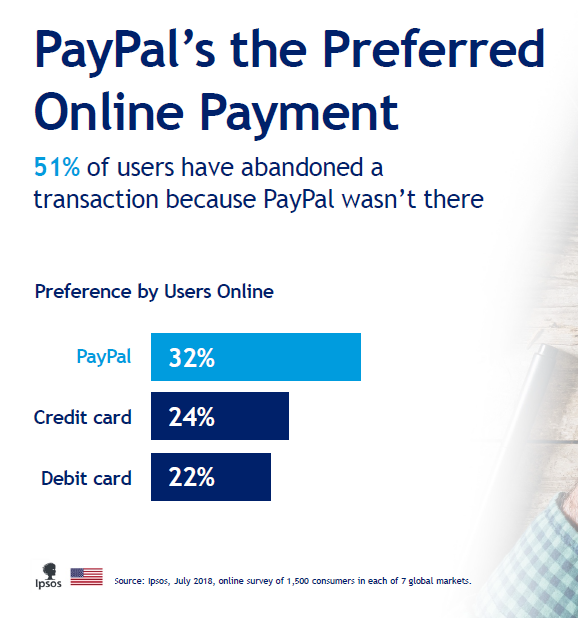 PayPal's the Preferred
Online Payment
51% of users have abandoned a
transaction because PayPal wasn't there
Preference by Users Online
PayPal 32%
Credit card 24%
Debit card 22%
Ipsos
Source: Ipsos, July 2018, online survey of 1,500 consumers in each of 7 global markets.